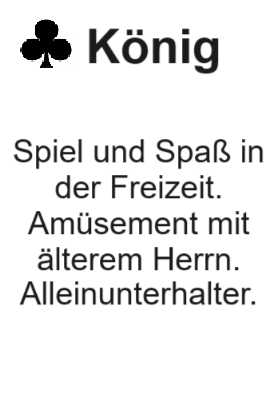 ♣ König
Spiel und Spaß in
der Freizeit.
Amüsement mit
älterem Herrn.
Alleinunterhalter.